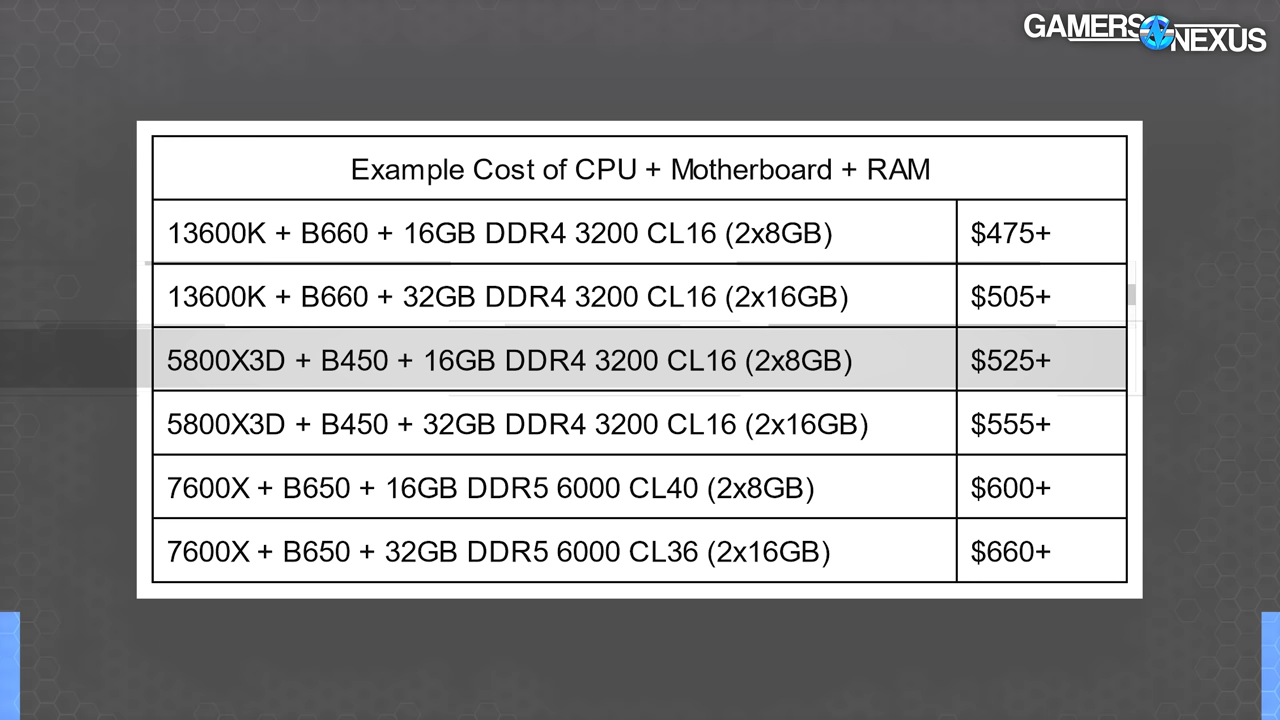 GAMERS NEXUS
Example Cost of CPU + Motherboard + RAM
13600K + B660 + 16GB DDR4 3200 CL16 (2x8GB) $475+
13600K + B660 + 32GB DDR4 3200 CL16 (2x16GB) $505+
5800X3D + B450 + 16GB DDR4 3200 CL16 (2x8GB) $525+
5800X3D + B450 + 32GB DDR4 3200 CL16 (2x16GB) $555+
7600X + B650 + 16GB DDR5 6000 CL40 (2x8GB) $600+
7600X + B650 + 32GB DDR5 6000 CL36 (2x16GB) $660+